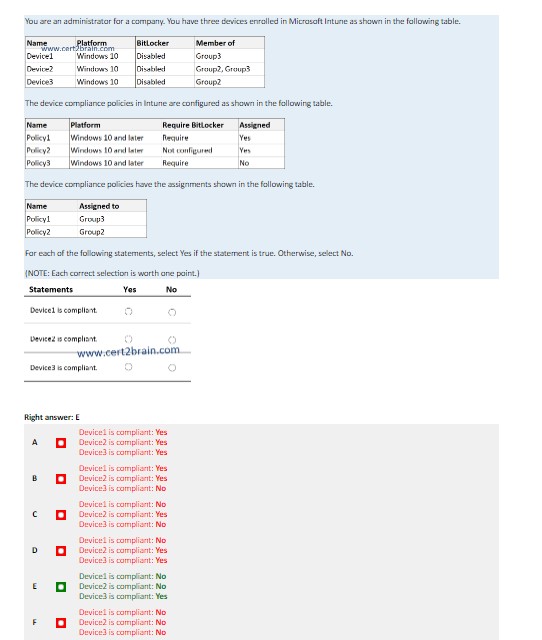 You are an administrator for a company. You have three devices enrolled in Microsoft Intune as shown in the following table.
Name Platform BitLocker Member of
www.cert2brain.com
Device1 Windows 10 Disabled Group3
Device2 Windows 10 Disabled Group2, Group3
Device3 Windows 10 Disabled Group2
The device compliance policies in Intune are configured as shown in the following table.
Name Platform Require BitLocker Assigned
Policy1 Windows 10 and later Require Yes
Policy2 Windows 10 and later Not configured Yes
Policy3 Windows 10 and later Require No
The device compliance policies have the assignments shown in the following table.
Name Assigned to
Policy1 Group3
Policy2 Group2
For each of the following statements, select Yes if the statement is true. Otherwise, select No.
(NOTE: Each correct selection is worth one point.)
Statements Yes No
Device1 is compliant.
Device2 is compliant.
www.cert2brain.com
Device3 is compliant.
Right answer: E
Device1 is compliant: Yes
A Device2 is compliant: Yes
Device3 is compliant: Yes
Device1 is compliant: Yes
B Device2 is compliant: Yes
Device3 is compliant: No
Device1 is compliant: No
C Device2 is compliant: Yes
Device3 is compliant: No
Device1 is compliant: No
D Device2 is compliant: Yes
Device3 is compliant: Yes
Device1 is compliant: No
E Device2 is compliant: No
Device3 is compliant: Yes
Device1 is compliant: No
F Device2 is compliant: No
Device3 is compliant: No